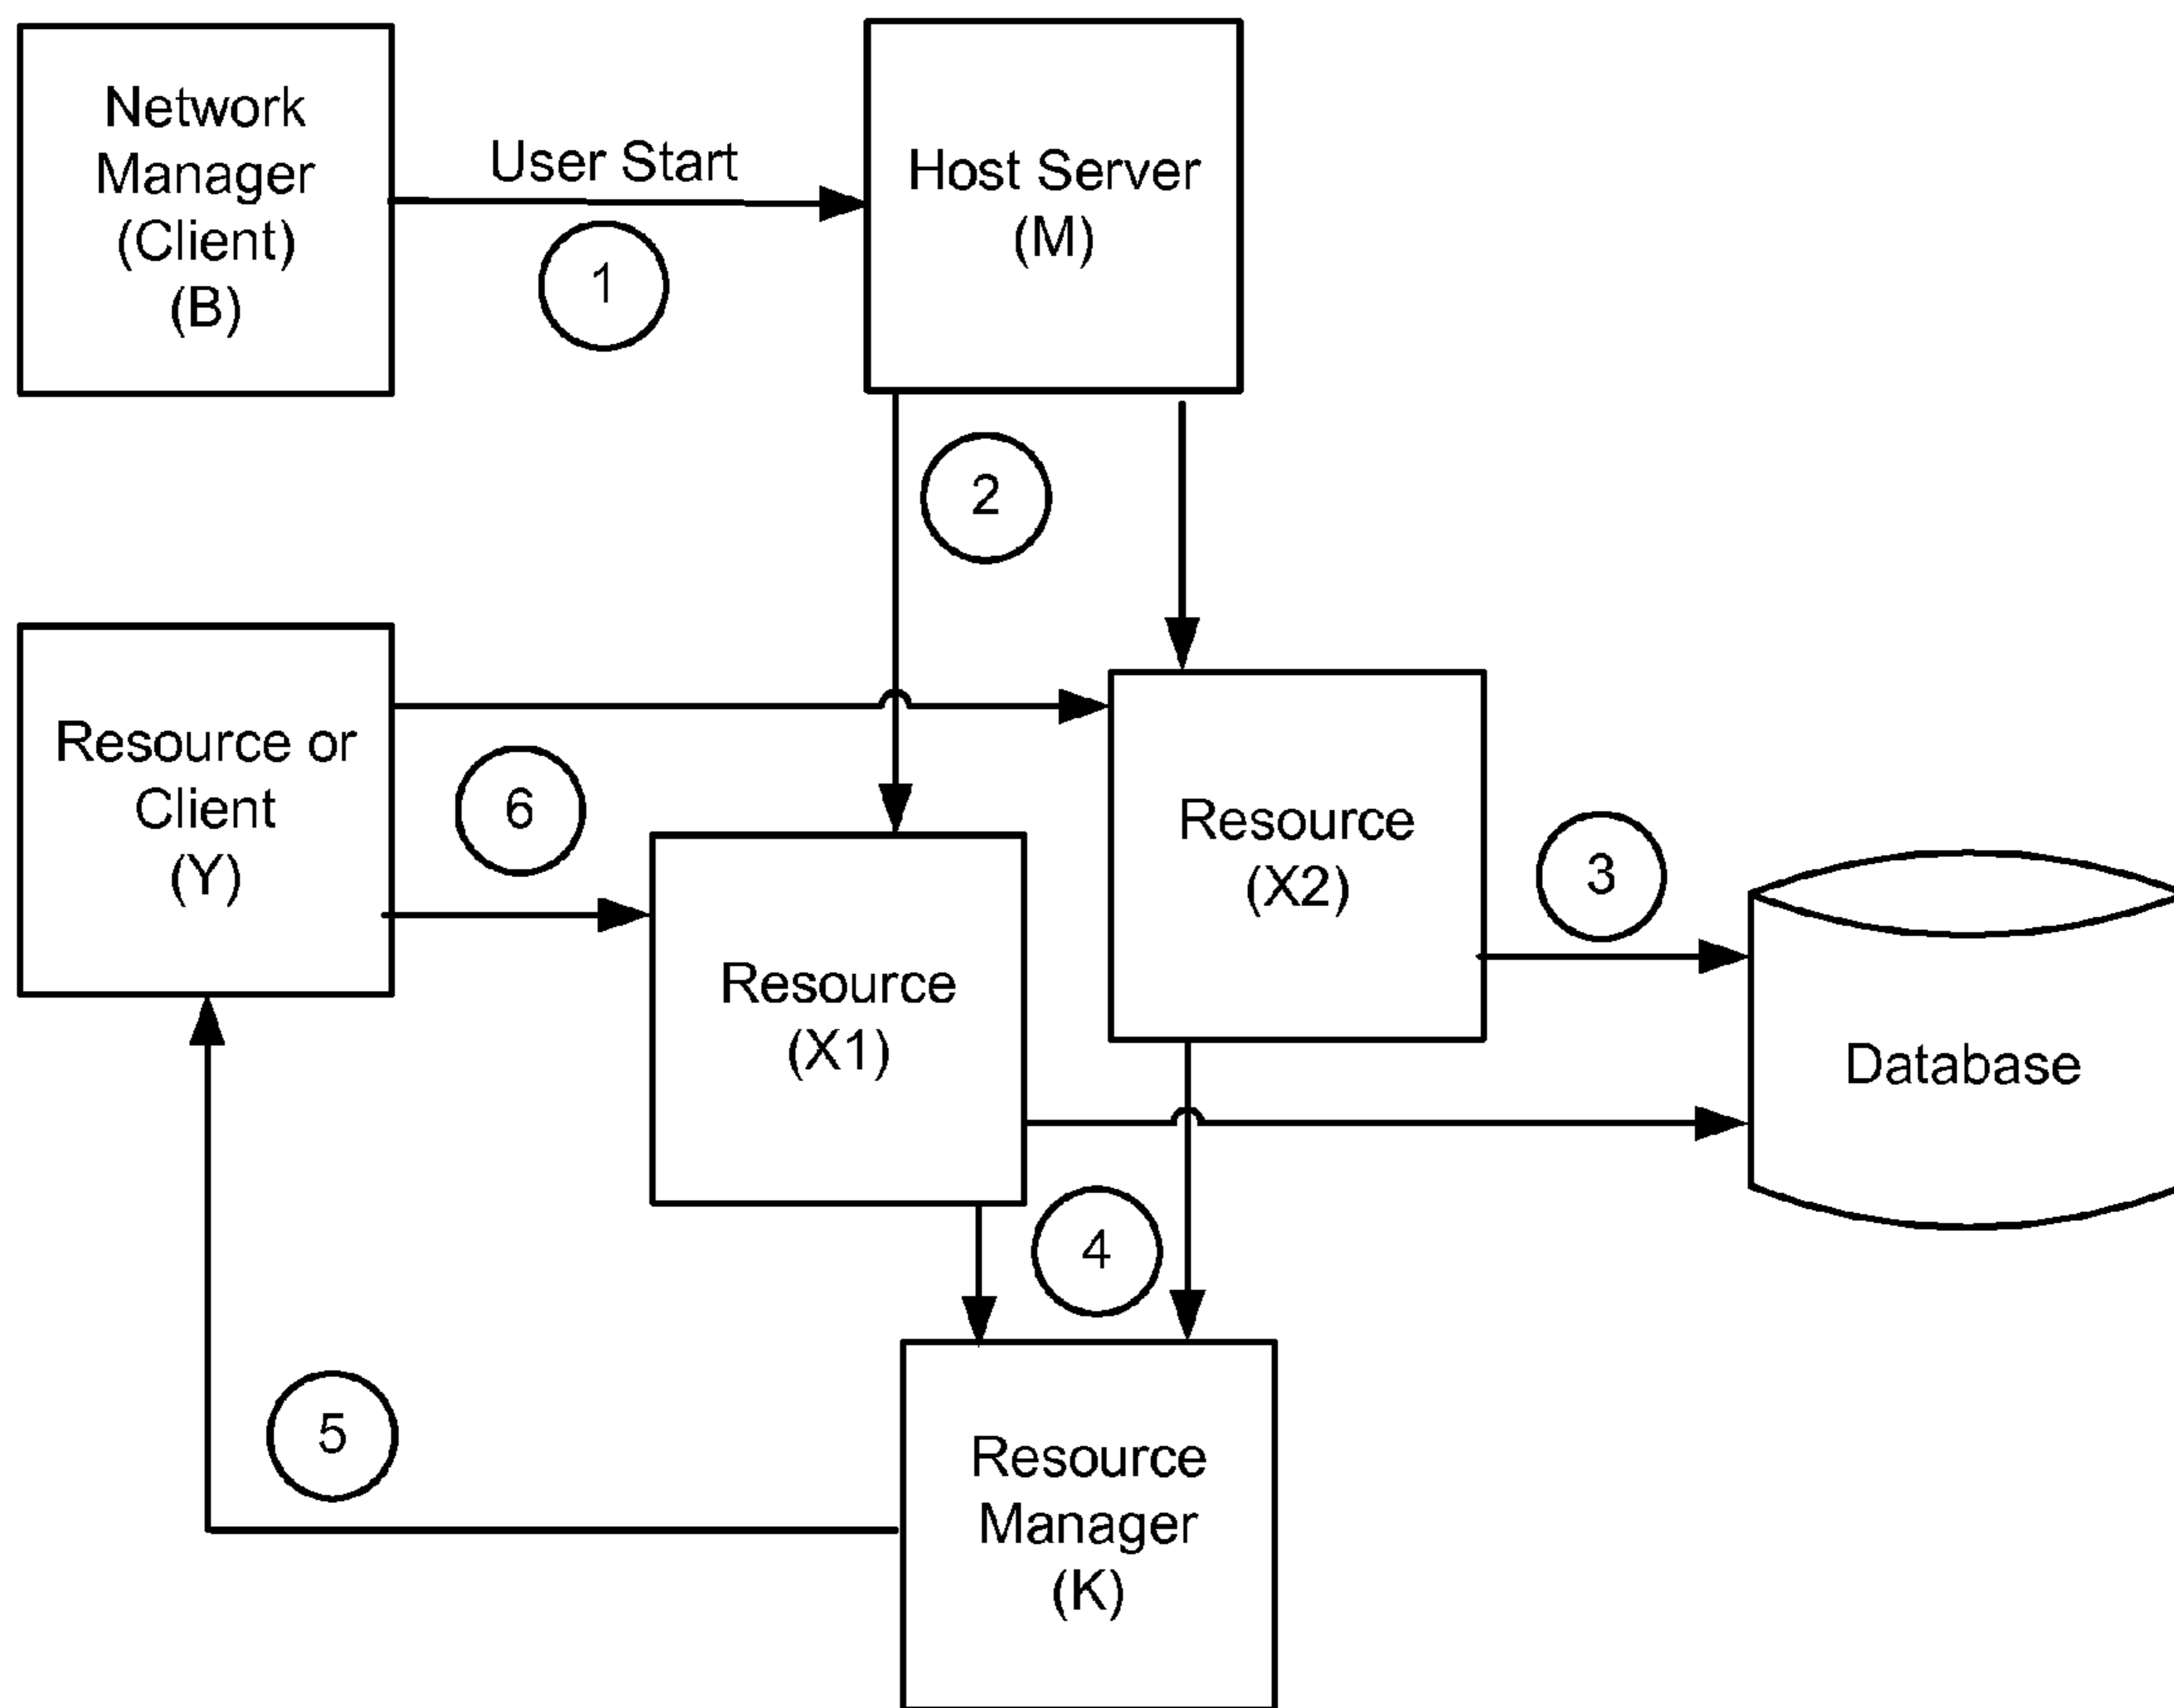 Network
Manager
(Client)
(B)
User Start
1
Host Server
(M)
2
Resource or
Client
(Y)
6
Resource
(X1)
Resource
(X2)
3
Database
4
5
Resource
Manager
(K)